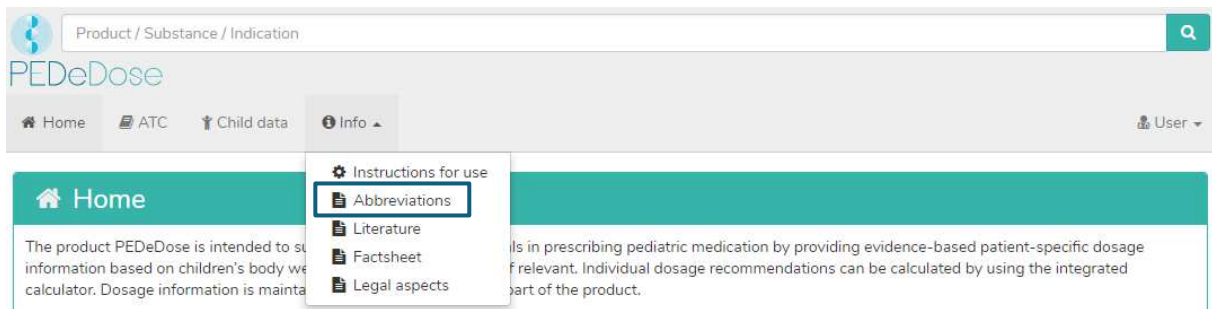 Product / Substance / Indication
PEDeDose
Home ATC Child data Info User
Instructions for use
Abbreviations
Literature
Factsheet
Legal aspects
Home
The product PEDeDose is intended to su ls in prescribing pediatric medication by providing evidence-based patient-specific dosage
information based on children's body we f relevant. Individual dosage recommendations can be calculated by using the integrated
calculator. Dosage information is mainta part of the product.